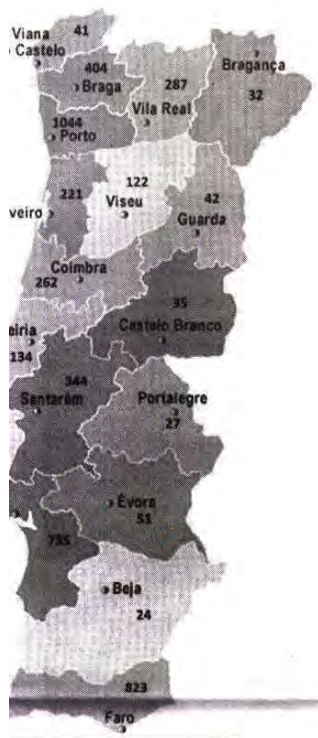 Viana
Castelo
41
404
Braga
287
Vila Real
Bragança
32
1044
Porto
221
veiro
122
Viseu
42
Guarda
Coimbra
262
35
Castelo Branco
eiria
134
344
Santarém
Portalegre
27
Évora
51
735
Beja
24
823
Faro